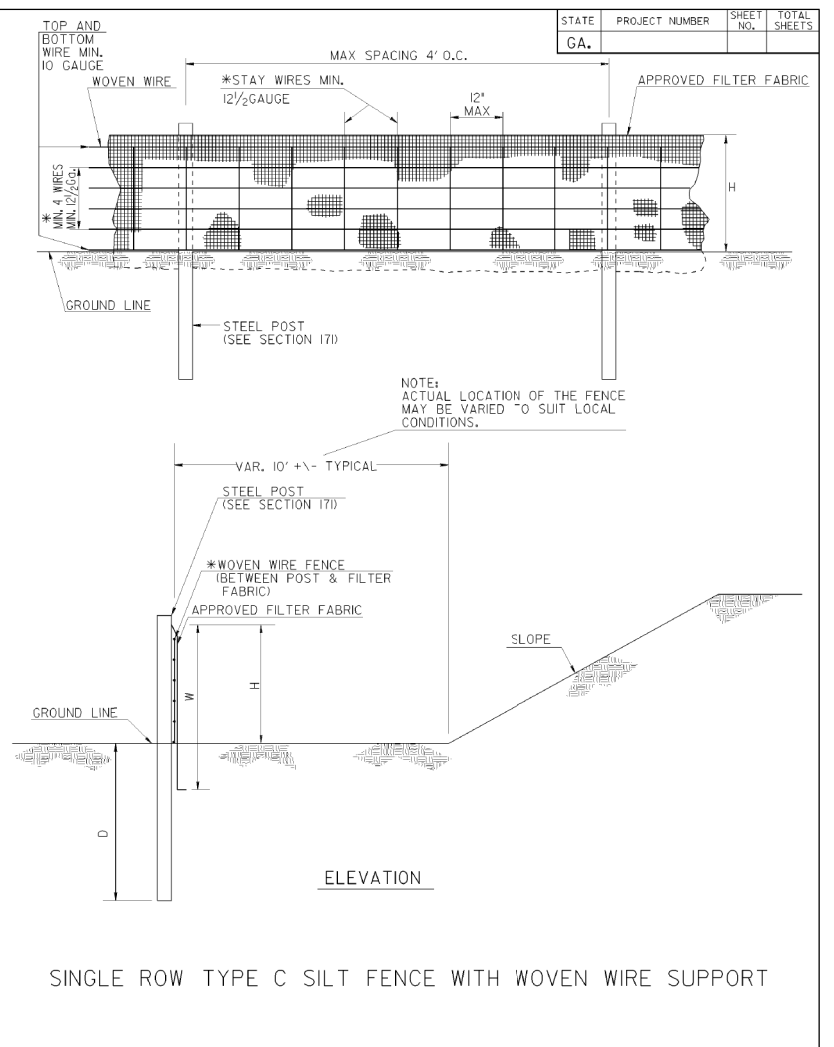 STATE PROJECT NUMBER SHEET NO. TOTAL SHEETS
GA.
TOP AND
BOTTOM
WIRE MIN.
10 GAUGE
WOVEN WIRE
MAX SPACING 4' O.C.
*STAY WIRES MIN.
12 1/2 GAUGE
12"
MAX
APPROVED FILTER FABRIC
* MIN. 4 WIRES
MIN. 12 1/2 Ga.
H
GROUND LINE
STEEL POST
(SEE SECTION 171)
NOTE:
ACTUAL LOCATION OF THE FENCE
MAY BE VARIED TO SUIT LOCAL
CONDITIONS.
VAR. 10' +\- TYPICAL
STEEL POST
(SEE SECTION 171)
*WOVEN WIRE FENCE
(BETWEEN POST & FILTER
FABRIC)
APPROVED FILTER FABRIC
SLOPE
W
H
GROUND LINE
D
ELEVATION
SINGLE ROW TYPE C SILT FENCE WITH WOVEN WIRE SUPPORT